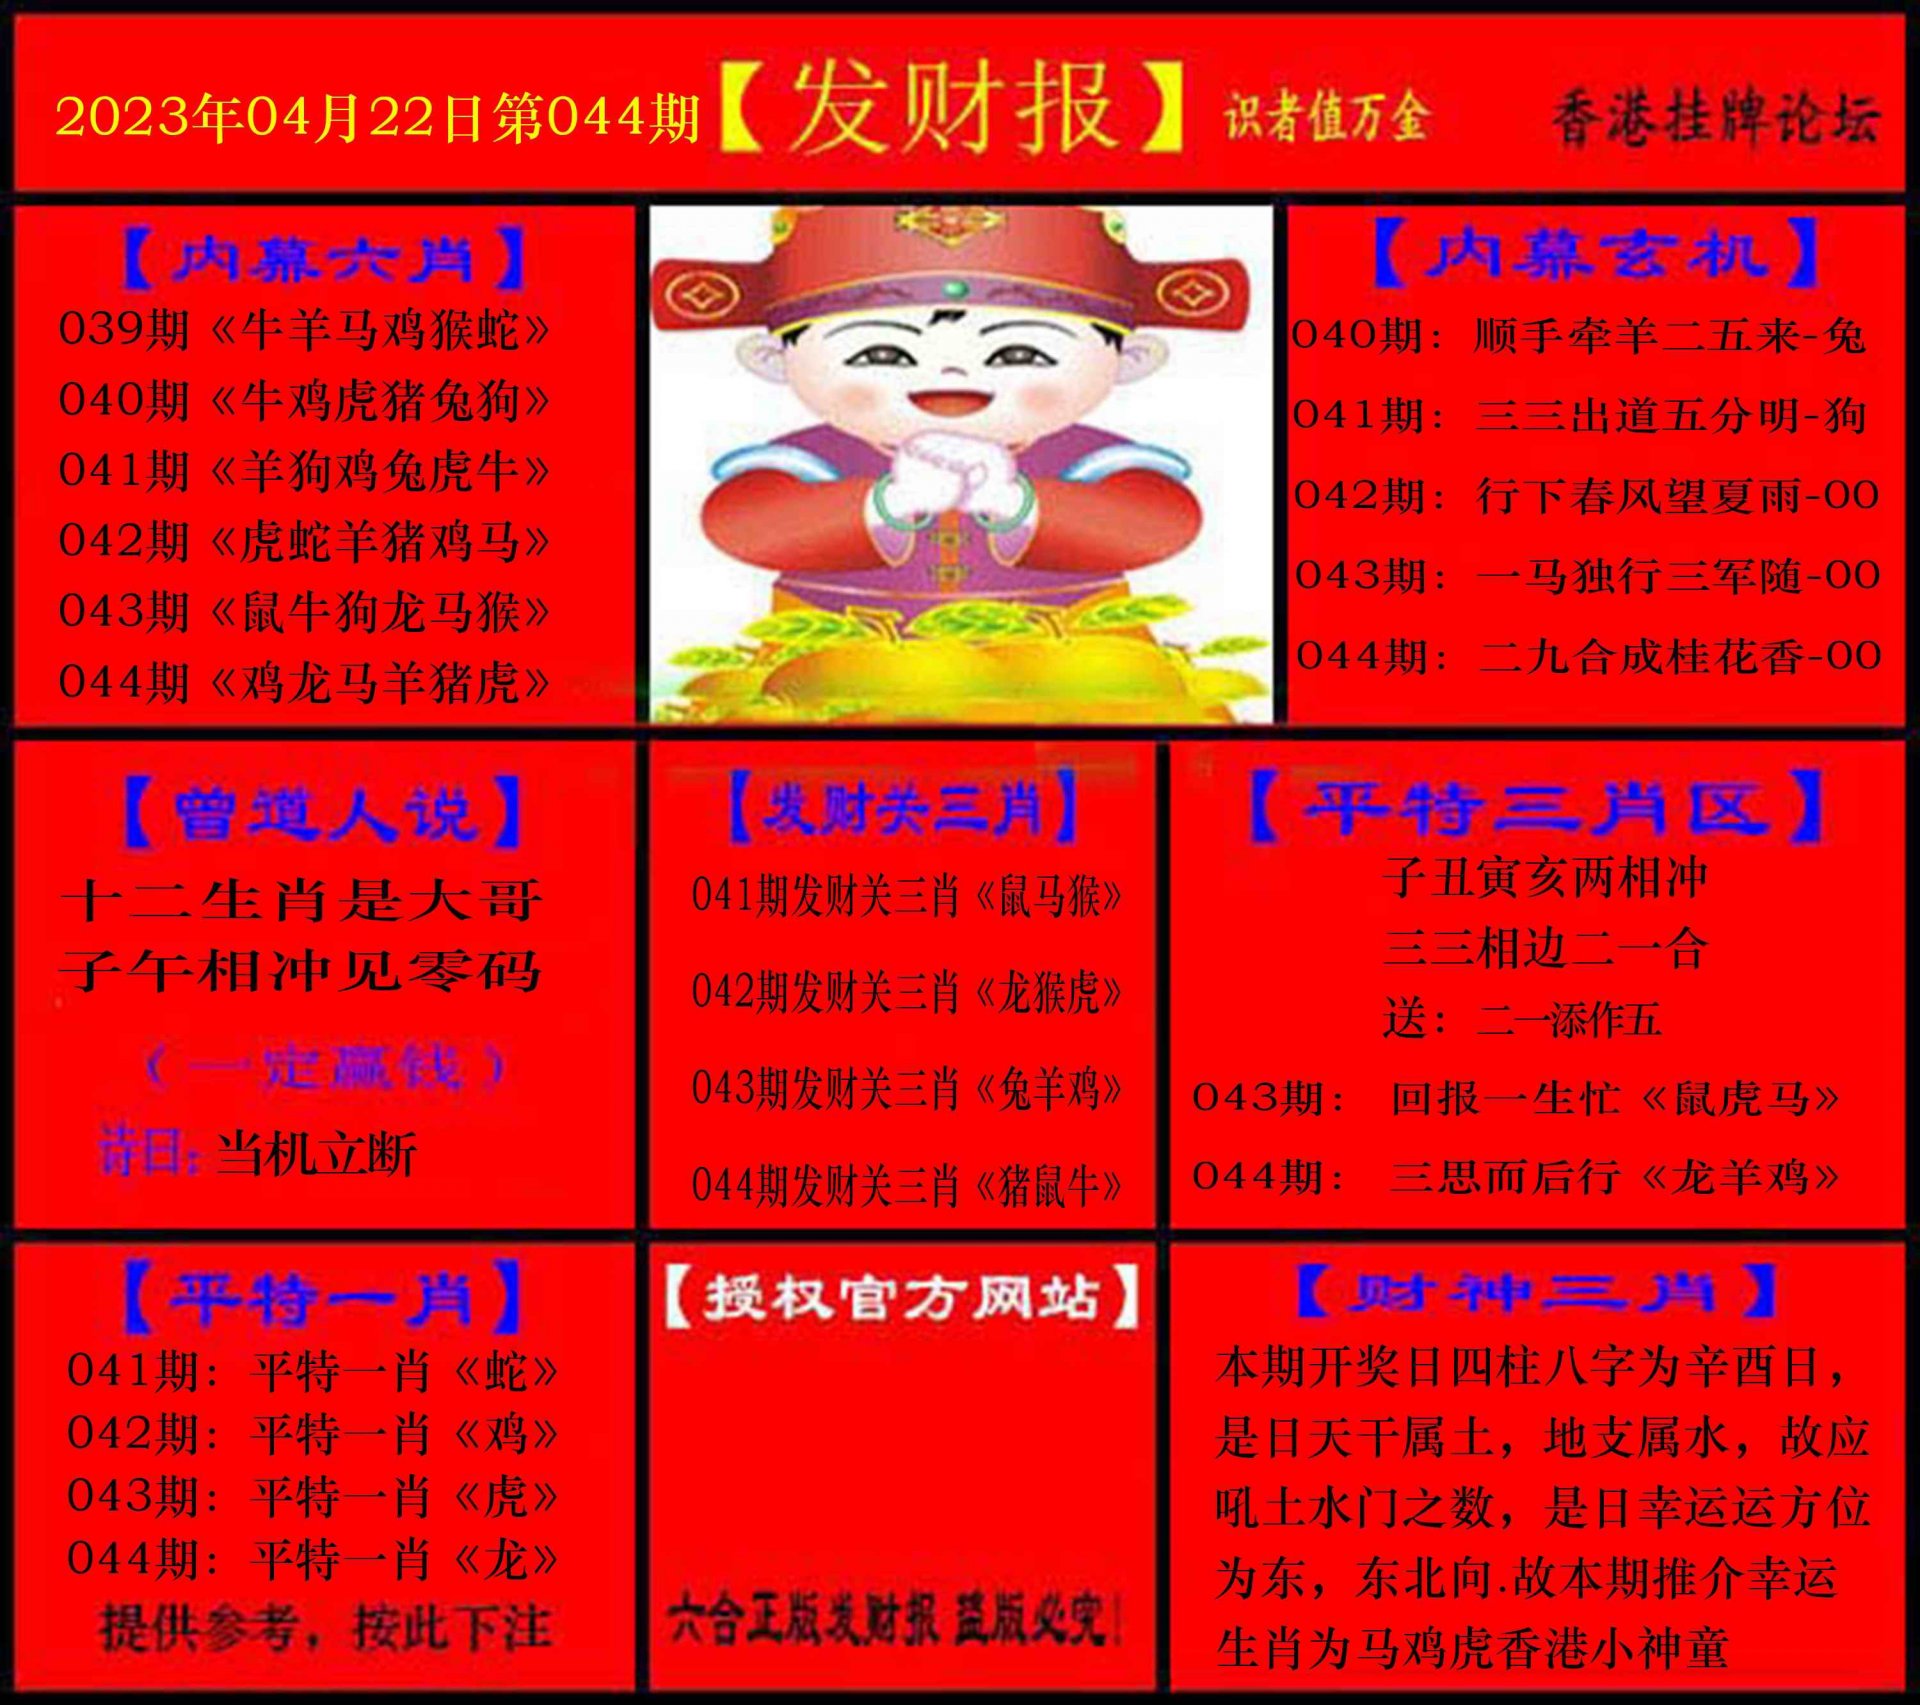 2023年04月22日第044期【发财报】识者值万金 香港挂牌论坛
【内幕六肖】
039期《牛羊马鸡猴蛇》
040期《牛鸡虎猪兔狗》
041期《羊狗鸡兔虎牛》
042期《虎蛇羊猪鸡马》
043期《鼠牛狗龙马猴》
044期《鸡龙马羊猪虎》
【内幕玄机】
040期：顺手牵羊二五来-兔
041期：三三出道五分明-狗
042期：行下春风望夏雨-00
043期：一马独行三军随-00
044期：二九合成桂花香-00
【曾道人说】
十二生肖是大哥
子午相冲见零码
（一定赢钱）
诗曰：当机立断
【发财关三肖】
041期发财关三肖《鼠马猴》
042期发财关三肖《龙猴虎》
043期发财关三肖《兔羊鸡》
044期发财关三肖《猪鼠牛》
【平特三肖区】
子丑寅亥两相冲
三三相边二一合
送：二一添作五
043期： 回报一生忙《鼠虎马》
044期： 三思而后行《龙羊鸡》
【平特一肖】
041期：平特一肖《蛇》
042期：平特一肖《鸡》
043期：平特一肖《虎》
044期：平特一肖《龙》
提供参考，按此下注
【授权官方网站】
六合正版发财报 盗版必究!
【财神三肖】
本期开奖日四柱八字为辛酉日，
是日天干属土，地支属水，故应
吼土水门之数，是日幸运运方位
为东，东北向.故本期推介幸运
生肖为马鸡虎香港小神童